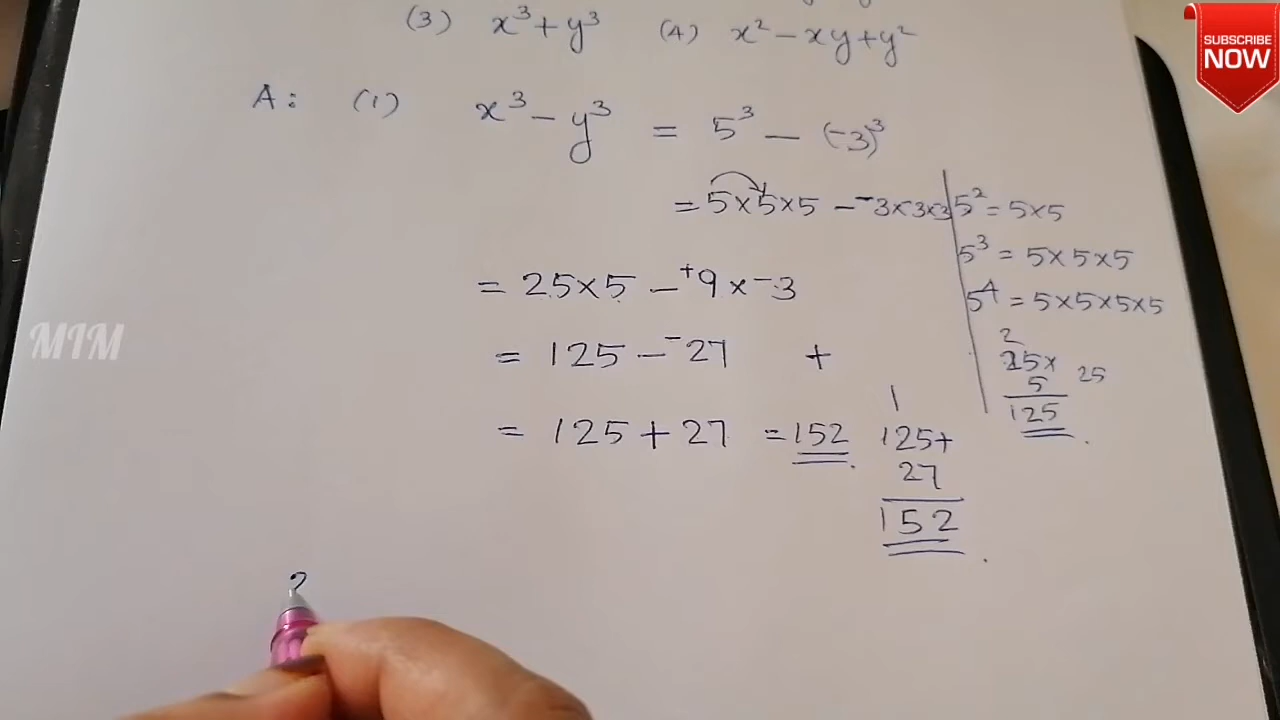 (3) x³ + y³ (4) x² - xy + y²
SUBSCRIBE
NOW
A: (1) x³ - y³ = 5³ - (-3)³
= 5×5×5 - -3×-3×-3
= 25×5 - +9×-3
= 125 - -27 +
= 125 + 27 = 152.
5² = 5×5
5³ = 5×5×5
5⁴ = 5×5×5×5
2
25×
5 25
125.
1
125+
27
152.
2
MIM